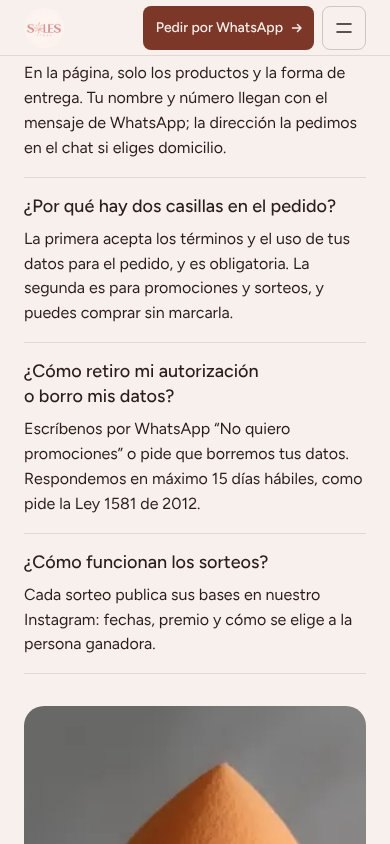 SOLES
Pedir por WhatsApp →
En la página, solo los productos y la forma de
entrega. Tu nombre y número llegan con el
mensaje de WhatsApp; la dirección la pedimos
en el chat si eliges domicilio.
¿Por qué hay dos casillas en el pedido?
La primera acepta los términos y el uso de tus
datos para el pedido, y es obligatoria. La
segunda es para promociones y sorteos, y
puedes comprar sin marcarla.
¿Cómo retiro mi autorización
o borro mis datos?
Escríbenos por WhatsApp “No quiero
promociones” o pide que borremos tus datos.
Respondemos en máximo 15 días hábiles, como
pide la Ley 1581 de 2012.
¿Cómo funcionan los sorteos?
Cada sorteo publica sus bases en nuestro
Instagram: fechas, premio y cómo se elige a la
persona ganadora.